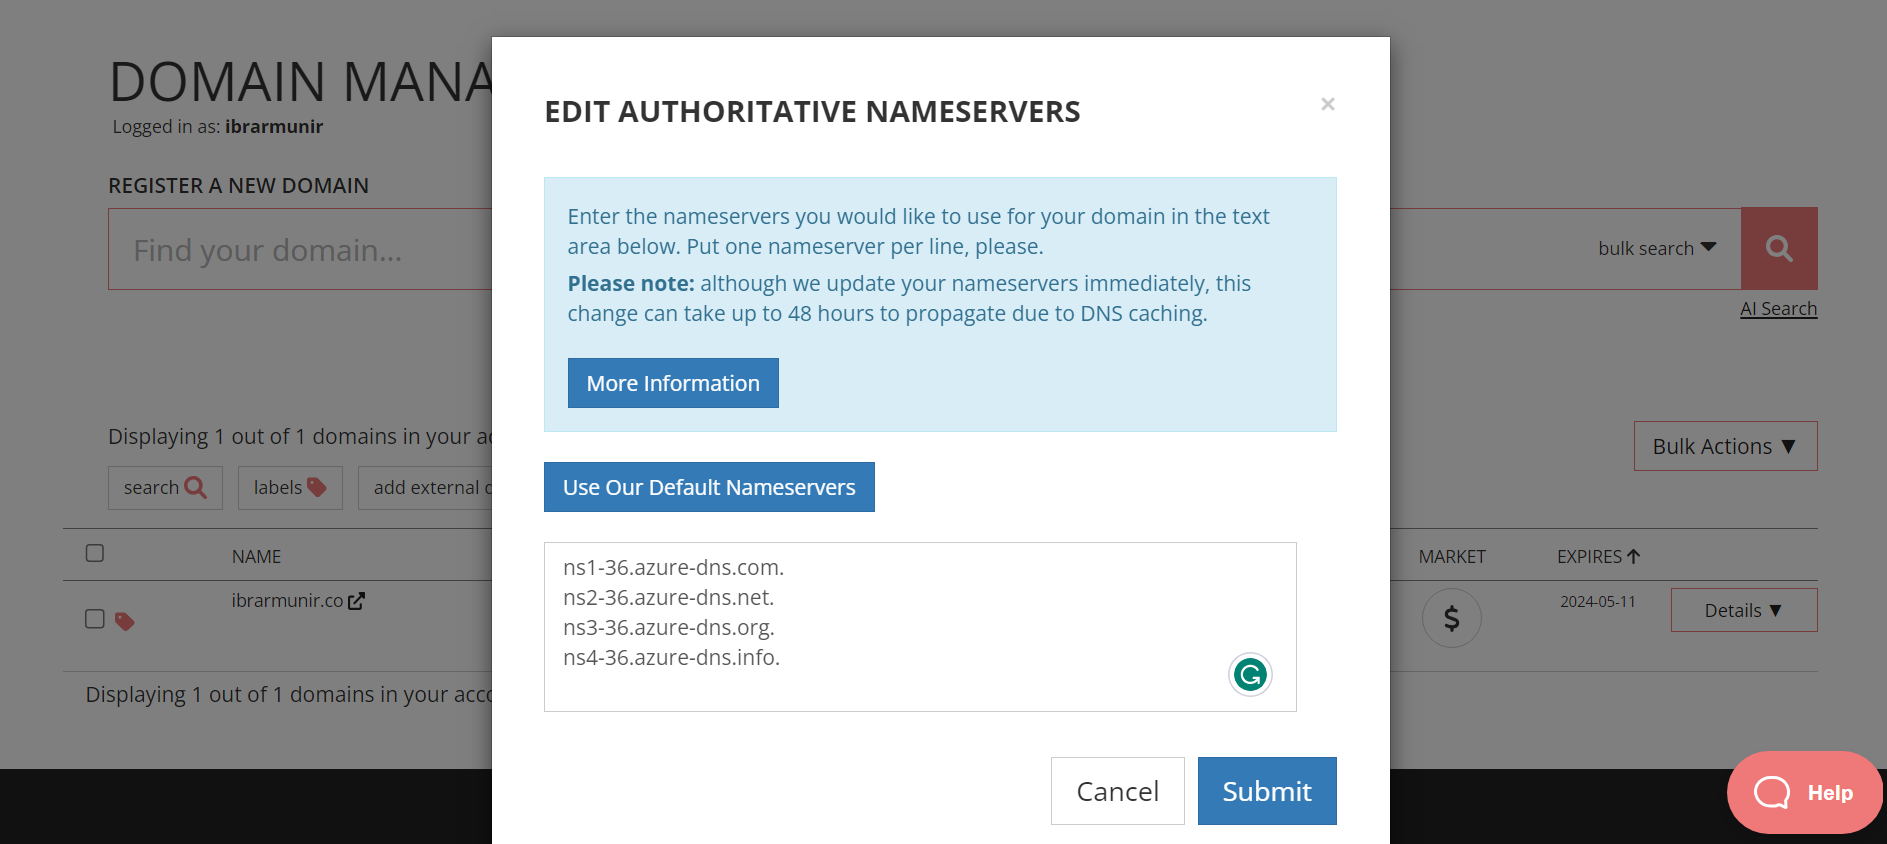 DOMAIN MANA
Logged in as: ibrarmunir
REGISTER A NEW DOMAIN
Find your domain...
bulk search
AI Search
Displaying 1 out of 1 domains in your a
Bulk Actions ▼
search
labels
add external
NAME
MARKET
EXPIRES
ibrarmunir.co
$
2024-05-11
Details ▼
Displaying 1 out of 1 domains in your acc
EDIT AUTHORITATIVE NAMESERVERS
×
Enter the nameservers you would like to use for your domain in the text
area below. Put one nameserver per line, please.
Please note: although we update your nameservers immediately, this
change can take up to 48 hours to propagate due to DNS caching.
More Information
Use Our Default Nameservers
ns1-36.azure-dns.com.
ns2-36.azure-dns.net.
ns3-36.azure-dns.org.
ns4-36.azure-dns.info.
Cancel
Submit
Help